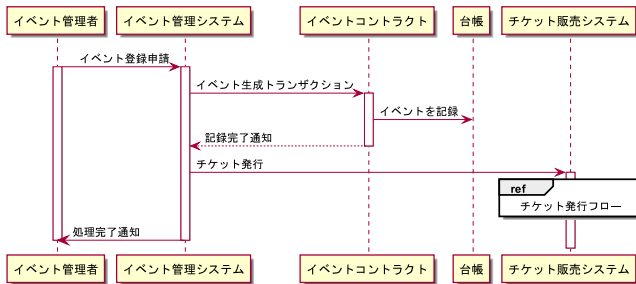 イベント管理者 イベント管理システム イベントコントラクト 台帳 チケット販売システム
イベント登録申請
イベント生成トランザクション
イベントを記録
記録完了通知
チケット発行
ref
チケット発行フロー
処理完了通知
イベント管理者 イベント管理システム イベントコントラクト 台帳 チケット販売システム